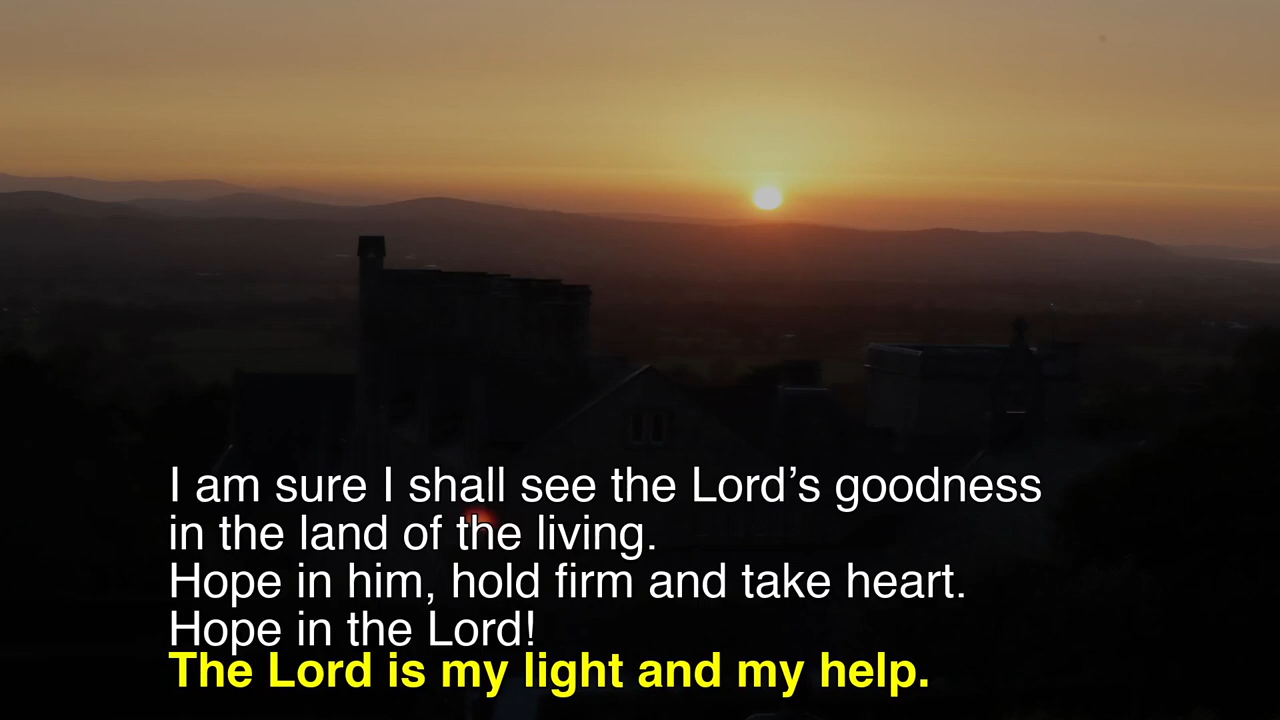 I am sure I shall see the Lord’s goodness
in the land of the living.
Hope in him, hold firm and take heart.
Hope in the Lord!
The Lord is my light and my help.